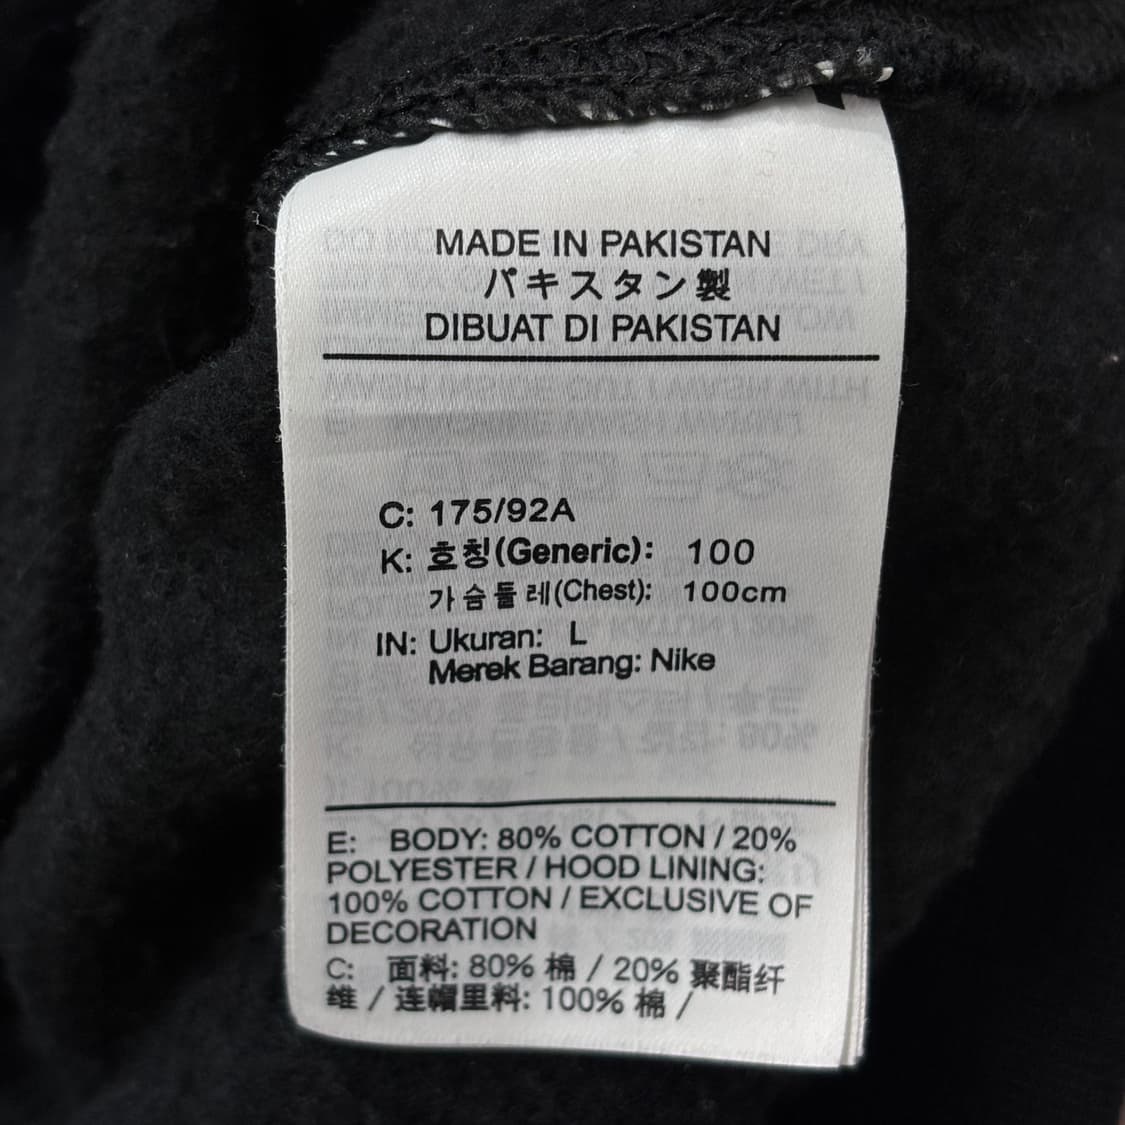 MADE IN PAKISTAN
パキスタン製
DIBUAT DI PAKISTAN
C: 175/92A
K: 호칭(Generic): 100
가슴둘레(Chest): 100cm
IN: Ukuran: L
Merek Barang: Nike
E: BODY: 80% COTTON / 20%
POLYESTER / HOOD LINING:
100% COTTON / EXCLUSIVE OF
DECORATION
C: 面料: 80% 棉 / 20% 聚酯纤
维 / 连帽里料: 100% 棉 /